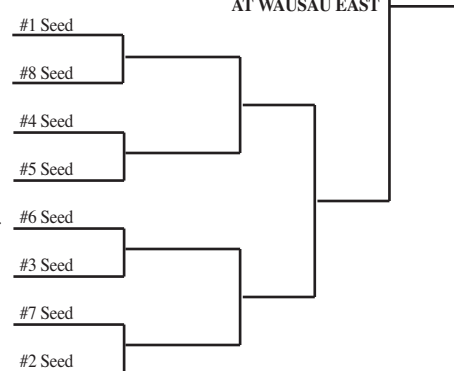 AT WAUSAU EAST
#1 Seed
#8 Seed
#4 Seed
#5 Seed
#6 Seed
#3 Seed
#7 Seed
#2 Seed